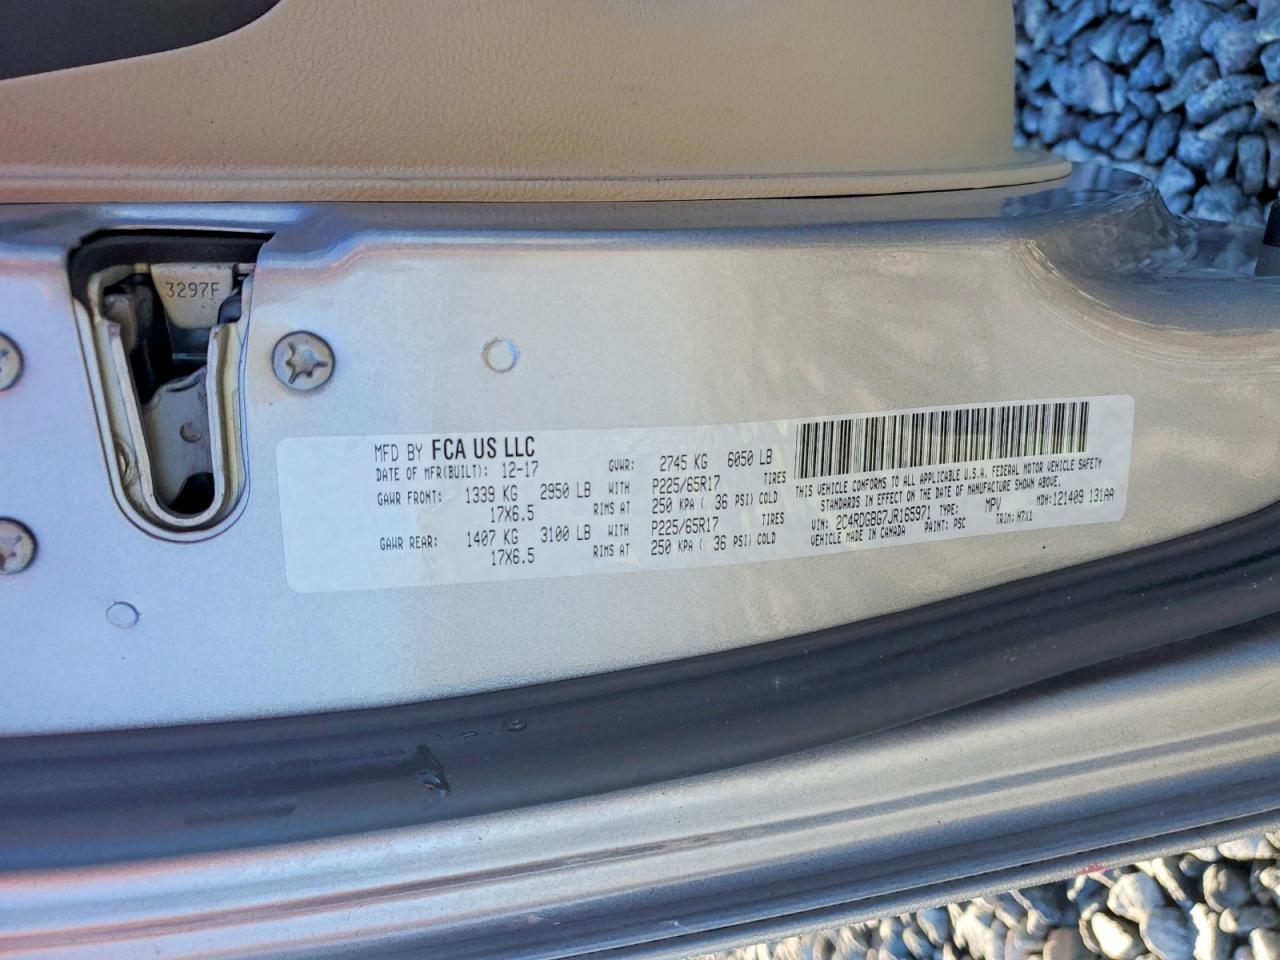 3297F
MFD BY FCA US LLC
DATE OF MFR(BUILT): 12-17 GVWR: 2745 KG 6050 LB
GAWR FRONT: 1339 KG 2950 LB WITH P225/65R17 TIRES
17X6.5 RIMS AT 250 KPA ( 36 PSI) COLD
GAWR REAR: 1407 KG 3100 LB WITH P225/65R17 TIRES
17X6.5 RIMS AT 250 KPA ( 36 PSI) COLD
THIS VEHICLE CONFORMS TO ALL APPLICABLE U.S.A. FEDERAL MOTOR VEHICLE SAFETY
STANDARDS IN EFFECT ON THE DATE OF MANUFACTURE SHOWN ABOVE.
VIN: 2C4RDGBG7JR165971 TYPE: MPV MDH: 121409 131AA
VEHICLE MADE IN CANADA PAINT: PSC TRIM: M7X1